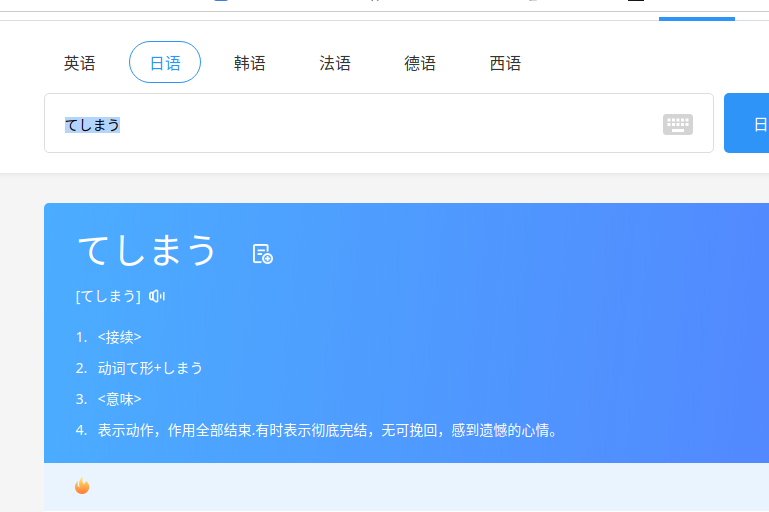 英语 日语 韩语 法语 德语 西语
てしまう
日
てしまう
[てしまう]
1. <接续>
2. 动词て形+しまう
3. <意味>
4. 表示动作，作用全部结束.有时表示彻底完结，无可挽回，感到遗憾的心情。